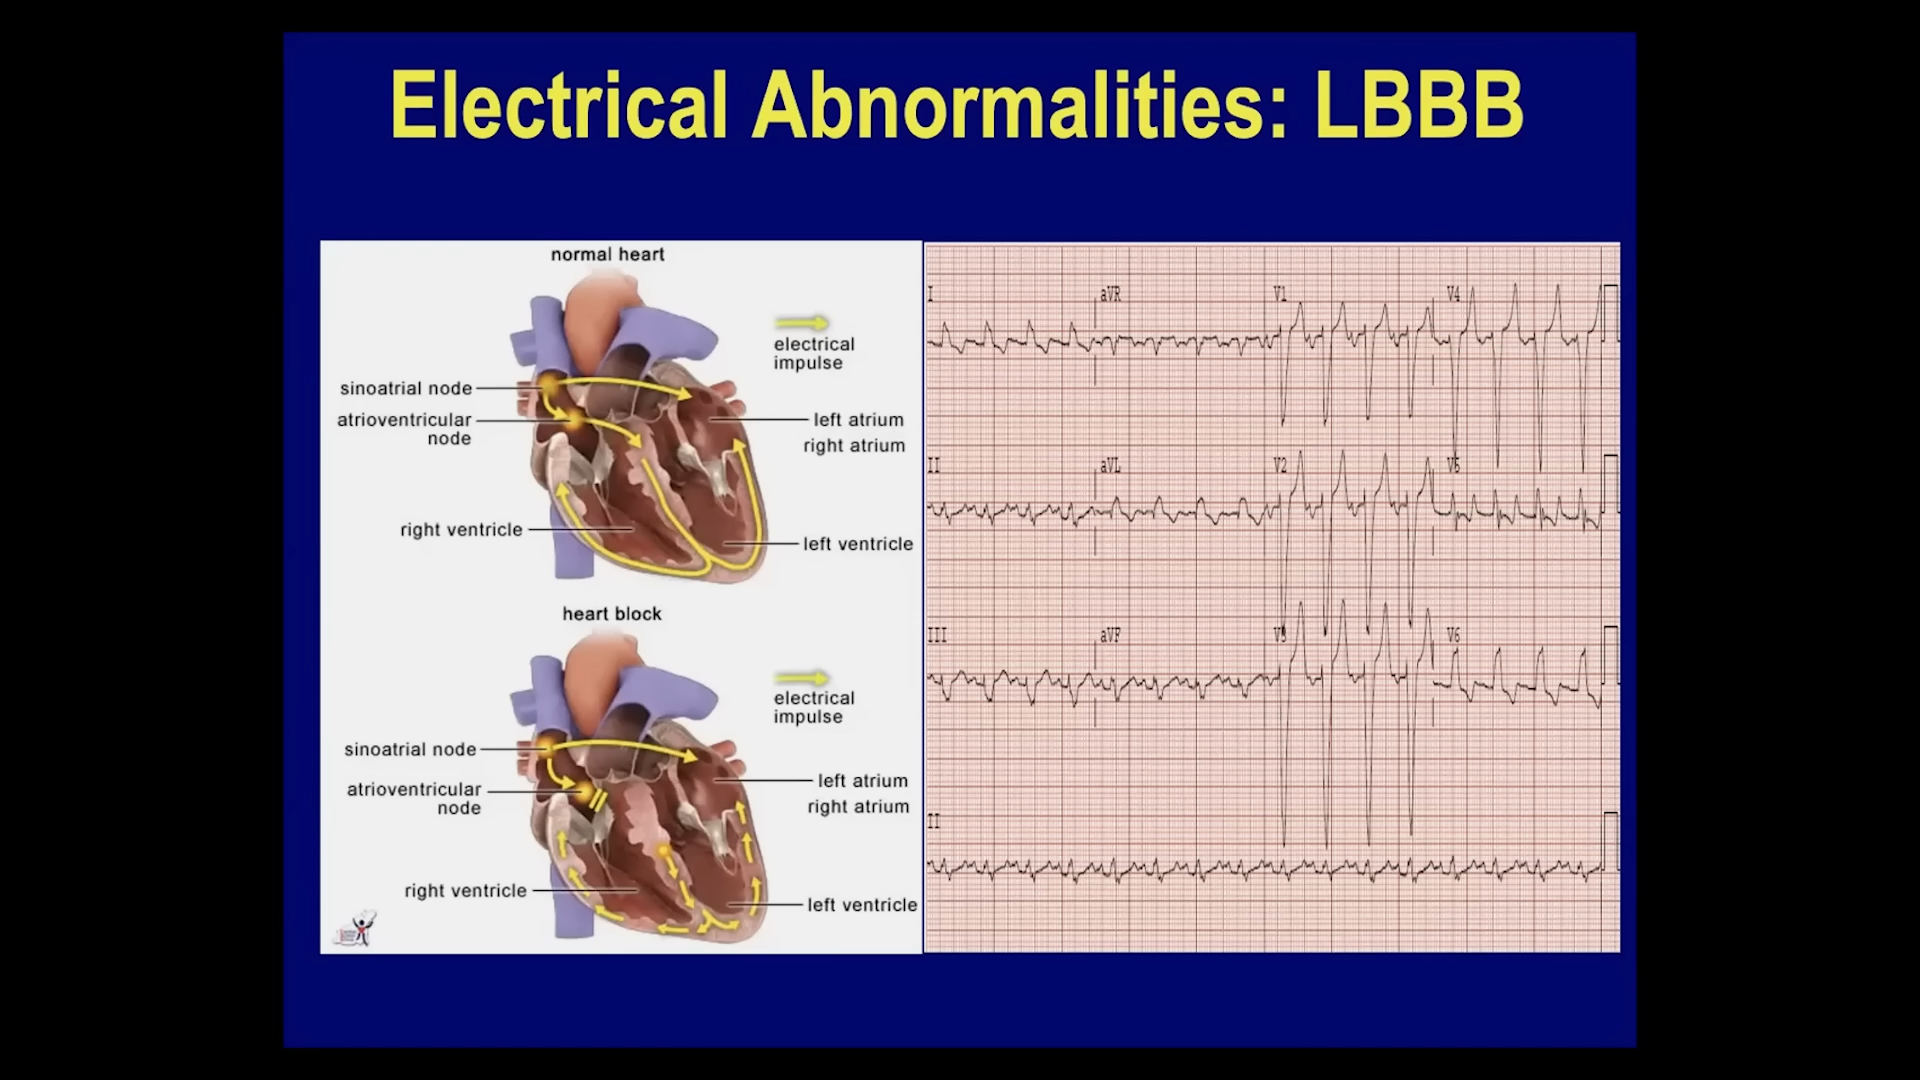 Electrical Abnormalities: LBBB
normal heart
electrical
impulse
sinoatrial node
atrioventricular
node
left atrium
right atrium
right ventricle
left ventricle
heart block
electrical
impulse
sinoatrial node
atrioventricular
node
left atrium
right atrium
right ventricle
left ventricle
I
aVR
V1
V4
II
aVL
V2
V5
III
aVF
V3
V6
II